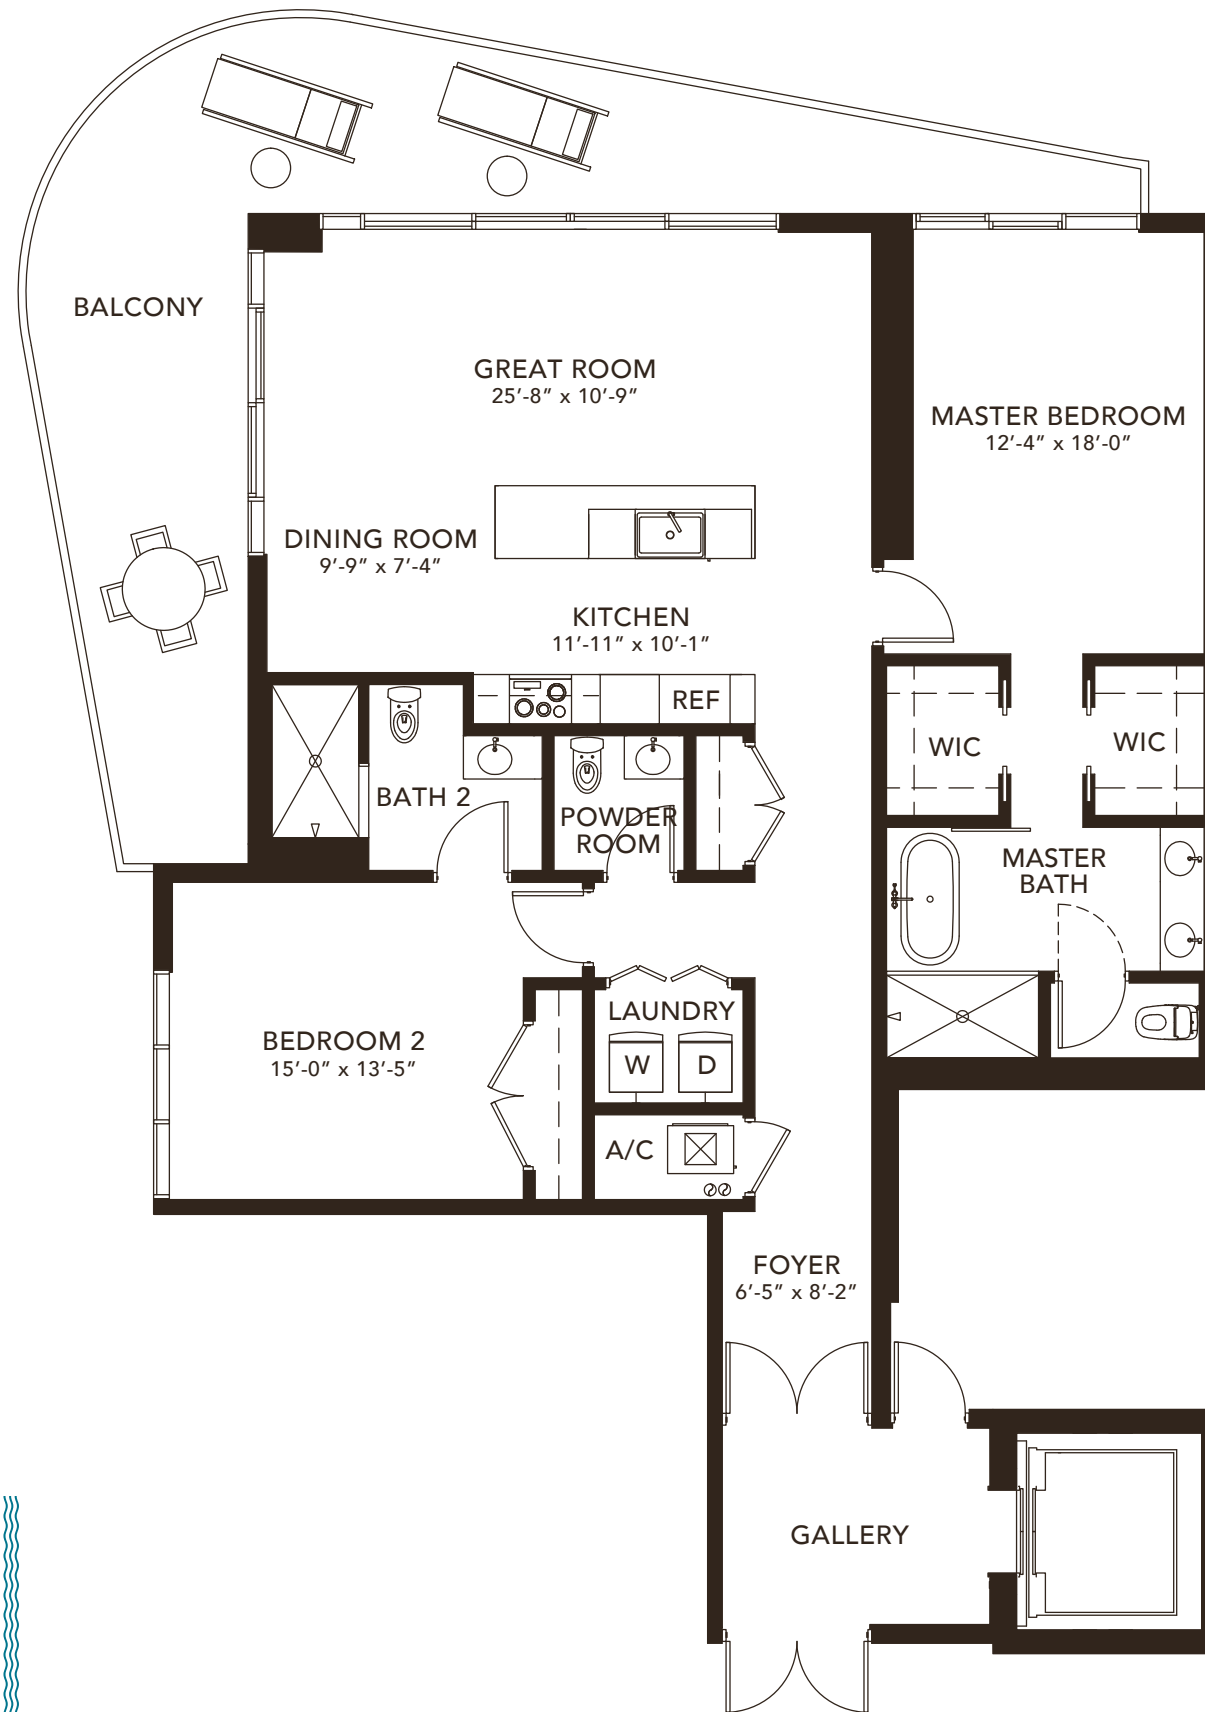 BALCONY
GREAT ROOM
25'-8" x 10'-9"
MASTER BEDROOM
12'-4" x 18'-0"
DINING ROOM
9'-9" x 7'-4"
KITCHEN
11'-11" x 10'-1"
REF
WIC
WIC
BATH 2
POWDER
ROOM
MASTER
BATH
LAUNDRY
W
D
BEDROOM 2
15'-0" x 13'-5"
A/C
FOYER
6'-5" x 8'-2"
GALLERY